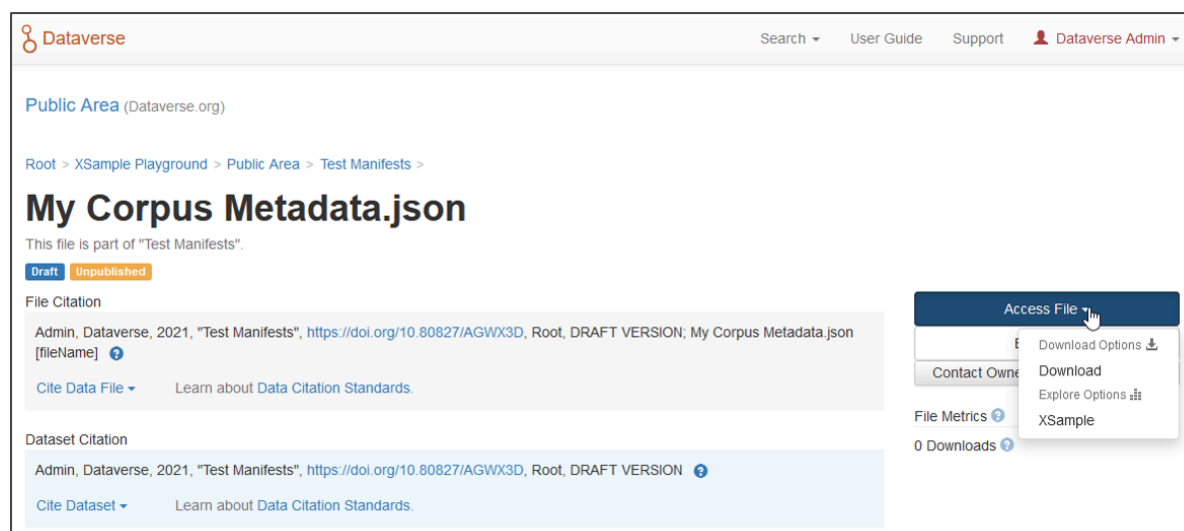 Dataverse
Search User Guide Support Dataverse Admin
Public Area (Dataverse.org)
Root > XSample Playground > Public Area > Test Manifests >
My Corpus Metadata.json
This file is part of "Test Manifests".
Draft Unpublished
File Citation
Admin, Dataverse, 2021, "Test Manifests", https://doi.org/10.80827/AGWX3D, Root, DRAFT VERSION; My Corpus Metadata.json
[fileName]
Cite Data File Learn about Data Citation Standards.
Dataset Citation
Admin, Dataverse, 2021, "Test Manifests", https://doi.org/10.80827/AGWX3D, Root, DRAFT VERSION
Cite Dataset Learn about Data Citation Standards.
Access File
Download Options
Download
Explore Options
XSample
Contact
File Metrics
0 Downloads